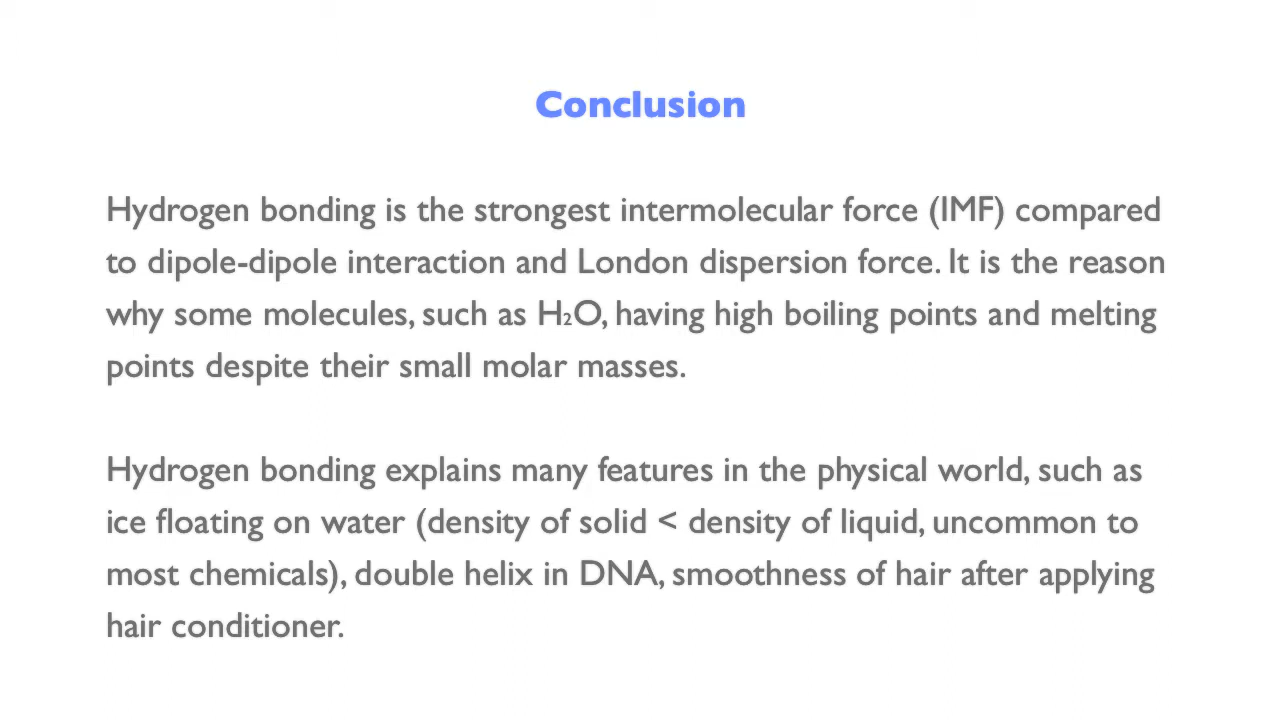 Conclusion
Hydrogen bonding is the strongest intermolecular force (IMF) compared
to dipole-dipole interaction and London dispersion force. It is the reason
why some molecules, such as H₂O, having high boiling points and melting
points despite their small molar masses.
Hydrogen bonding explains many features in the physical world, such as
ice floating on water (density of solid < density of liquid, uncommon to
most chemicals), double helix in DNA, smoothness of hair after applying
hair conditioner.